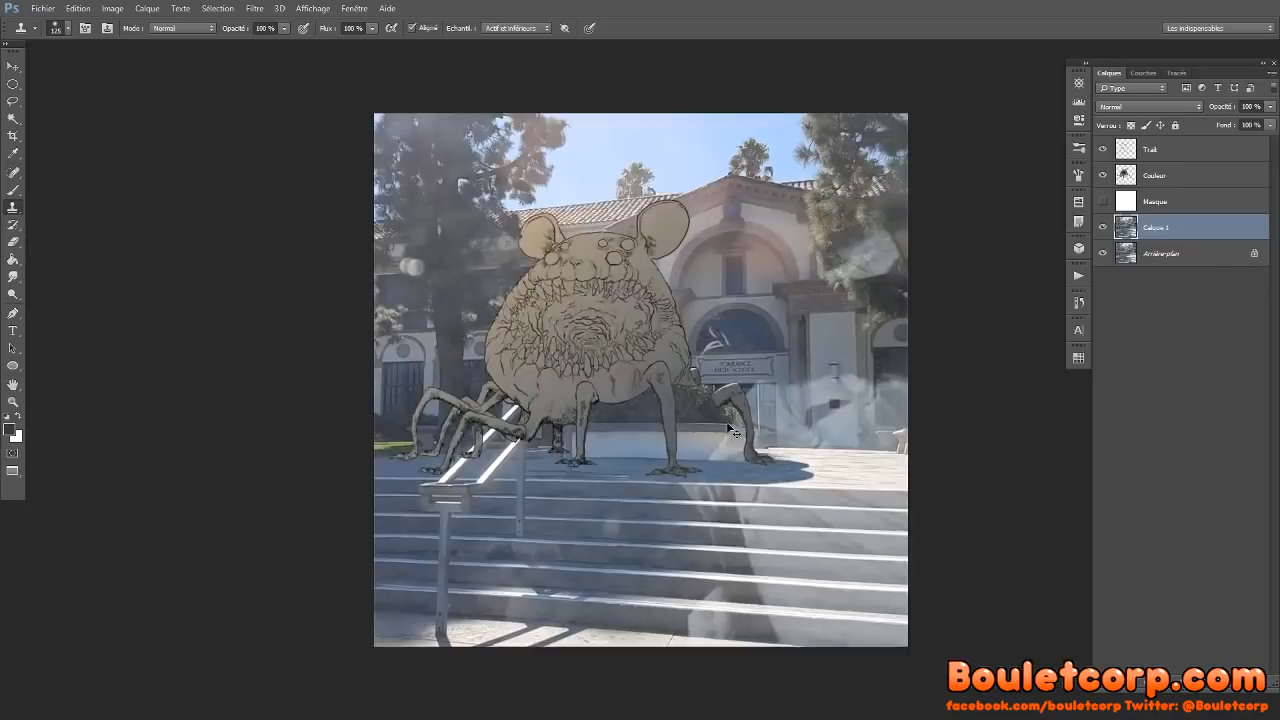 Ps Fichier Edition Image Calque Texte Sélection Filtre 3D Affichage Fenêtre Aide
125 Mode : Normal Opacité : 100 % Flux : 100 % Aligné Echantil. : Actif et inférieurs Les indispensables
Calques Couches Tracés
Type
Normal Opacité : 100 %
Verrou : Fond : 100 %
Trait
Couleur
Masque
Calque 1
Arrière-plan
TORRANCE
HIGH SCHOOL
Bouletcorp.com
facebook.com/bouletcorp Twitter: @Bouletcorp